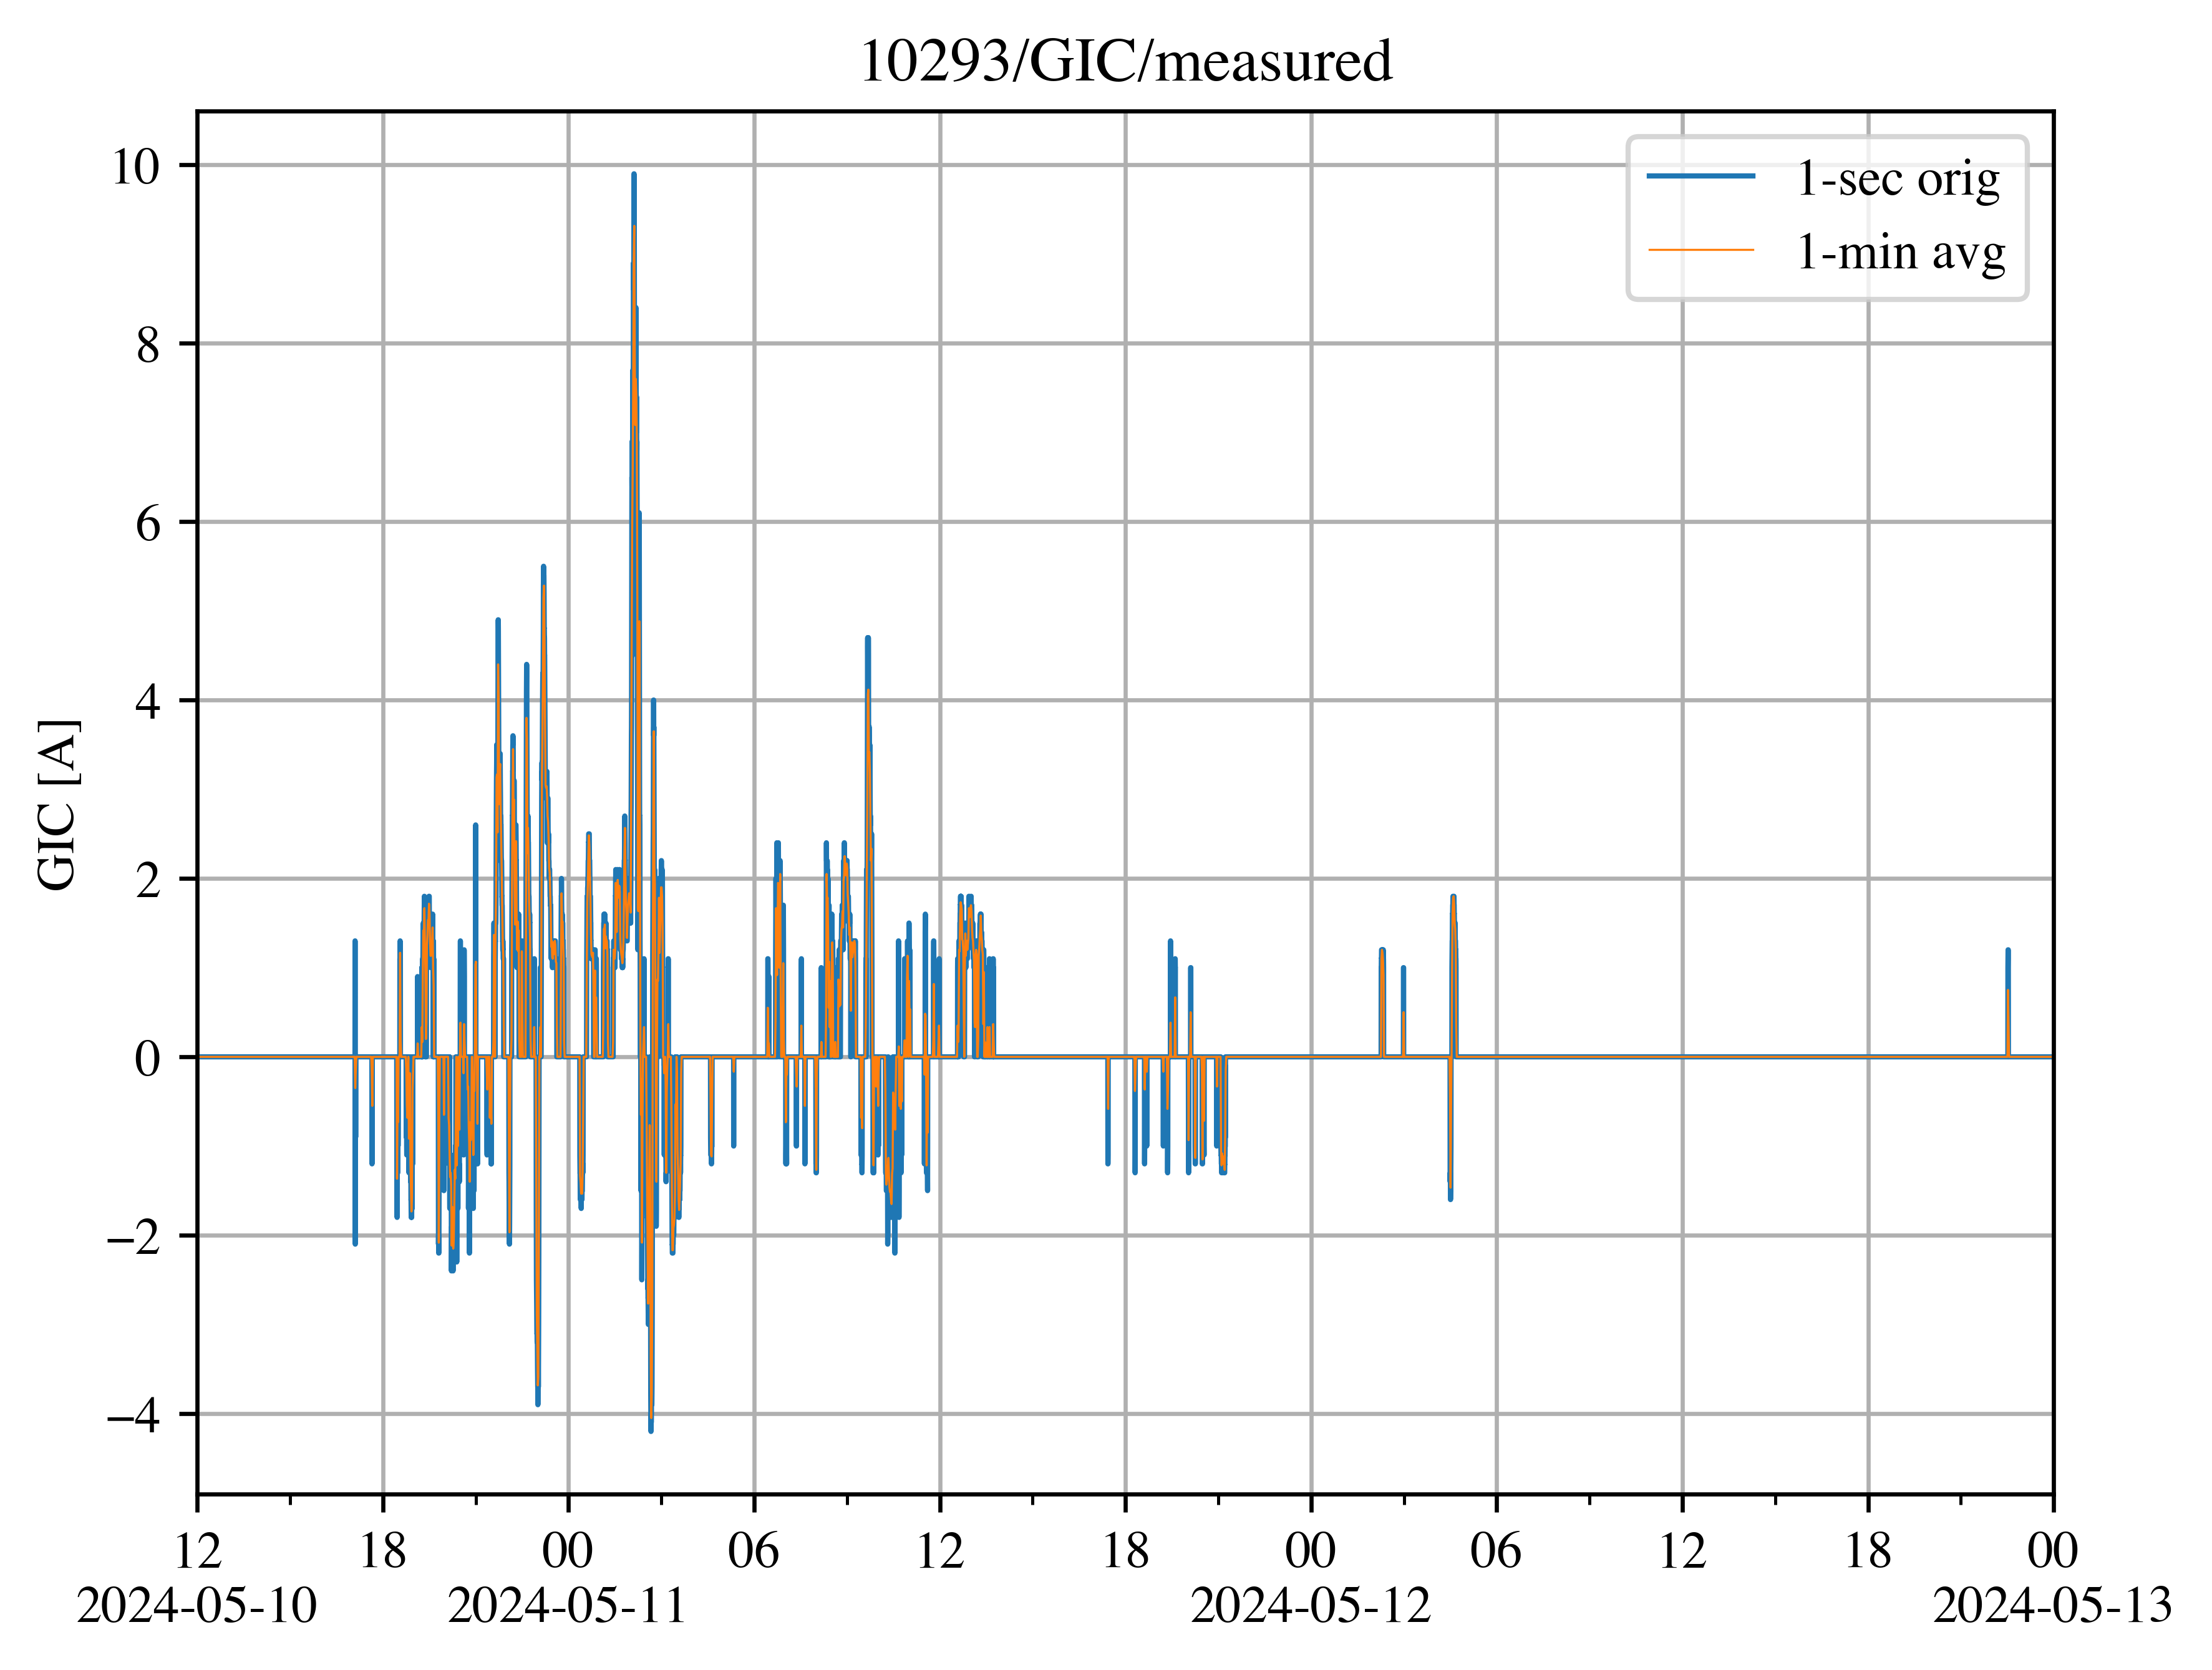 10293/GIC/measured
1-sec orig
1-min avg
GIC [A]
10
8
6
4
2
0
−2
−4
12 18 00 06 12 18 00 06 12 18 00
2024-05-10 2024-05-11 2024-05-12 2024-05-13